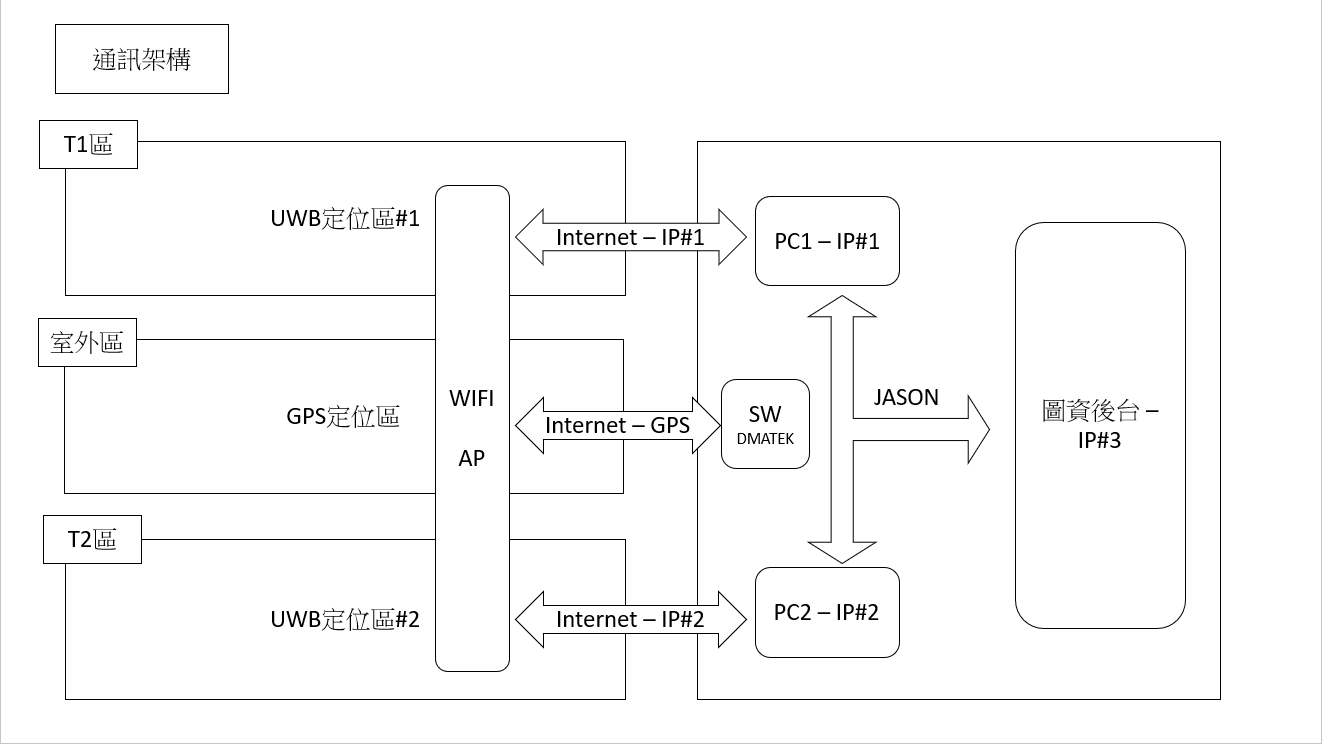 通訊架構
T1區
UWB定位區#1
Internet – IP#1
PC1 – IP#1
室外區
GPS定位區
WIFI
AP
Internet – GPS
SW
DMATEK
JASON
圖資後台 –
IP#3
T2區
UWB定位區#2
Internet – IP#2
PC2 – IP#2